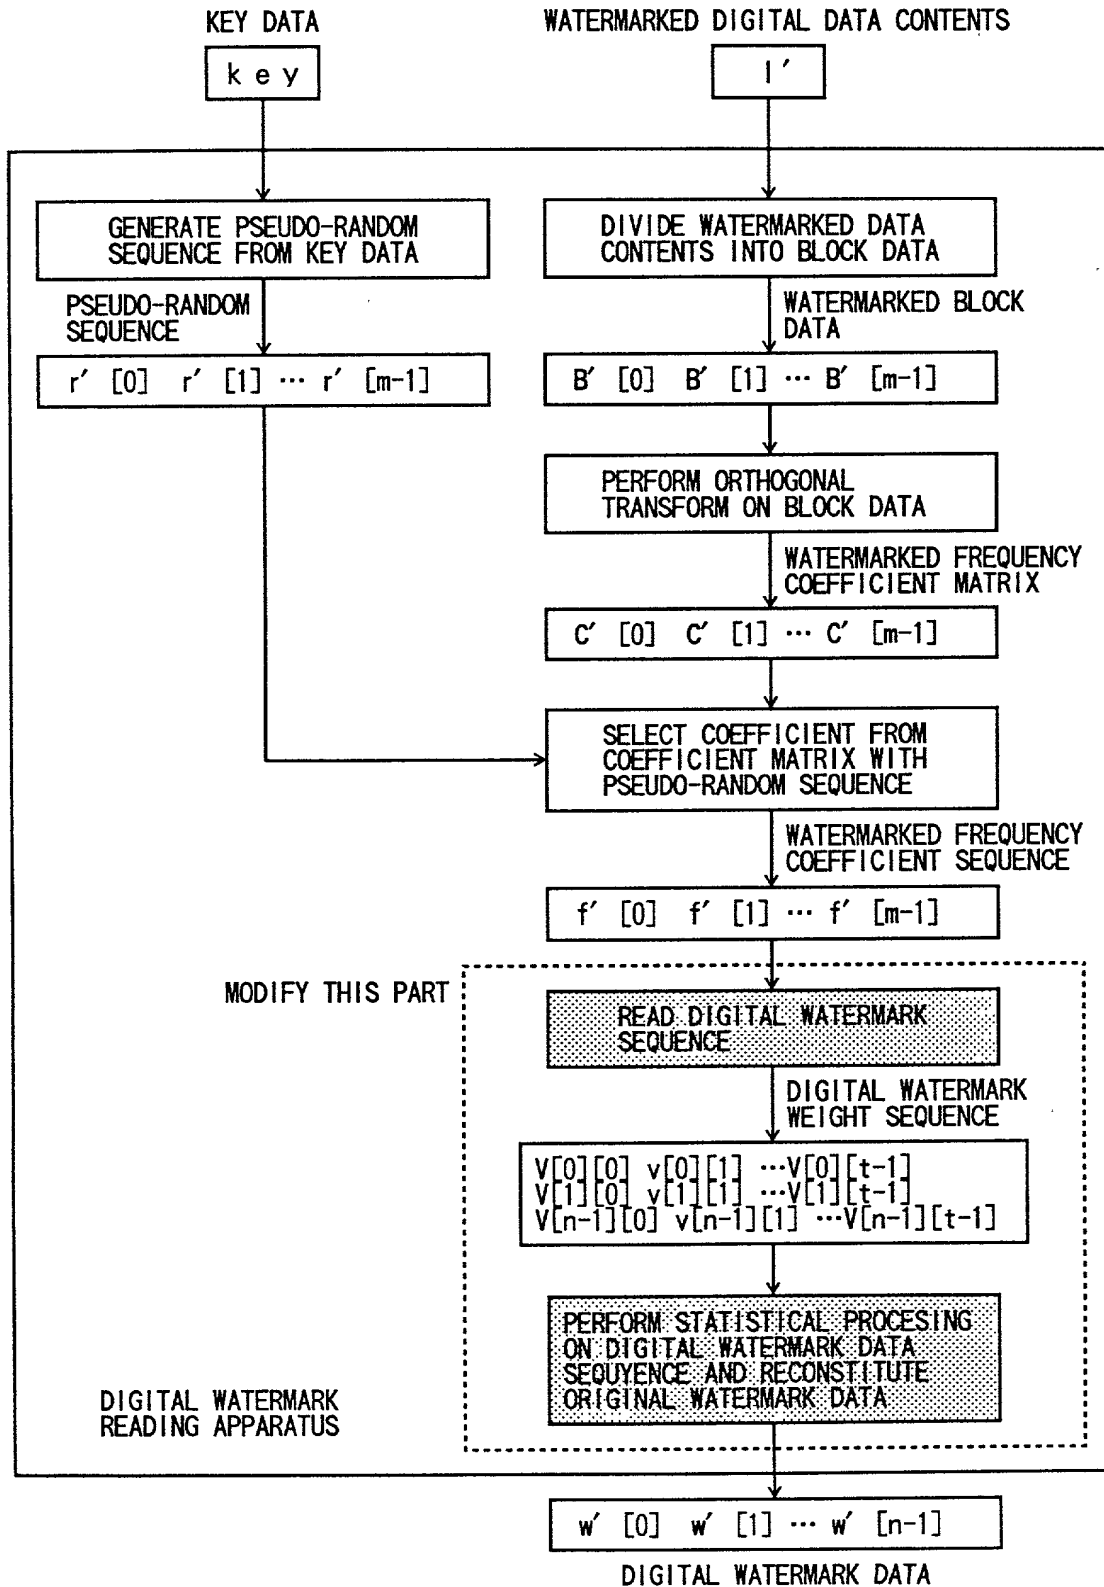 KEY DATA
WATERMARKED DIGITAL DATA CONTENTS
key
I′
GENERATE PSEUDO-RANDOM
SEQUENCE FROM KEY DATA
DIVIDE WATERMARKED DATA
CONTENTS INTO BLOCK DATA
PSEUDO-RANDOM
SEQUENCE
WATERMARKED BLOCK
DATA
r′ [0] r′ [1] ··· r′ [m-1]
B′ [0] B′ [1] ··· B′ [m-1]
PERFORM ORTHOGONAL
TRANSFORM ON BLOCK DATA
WATERMARKED FREQUENCY
COEFFICIENT MATRIX
C′ [0] C′ [1] ··· C′ [m-1]
SELECT COEFFICIENT FROM
COEFFICIENT MATRIX WITH
PSEUDO-RANDOM SEQUENCE
WATERMARKED FREQUENCY
COEFFICIENT SEQUENCE
f′ [0] f′ [1] ··· f′ [m-1]
MODIFY THIS PART
READ DIGITAL WATERMARK
SEQUENCE
DIGITAL WATERMARK
WEIGHT SEQUENCE
V[0][0] v[0][1] ···V[0][t-1]
V[1][0] v[1][1] ···V[1][t-1]
V[n-1][0] v[n-1][1] ···V[n-1][t-1]
PERFORM STATISTICAL PROCESING
ON DIGITAL WATERMARK DATA
SEQUYENCE AND RECONSTITUTE
ORIGINAL WATERMARK DATA
DIGITAL WATERMARK
READING APPARATUS
w′ [0] w′ [1] ··· w′ [n-1]
DIGITAL WATERMARK DATA